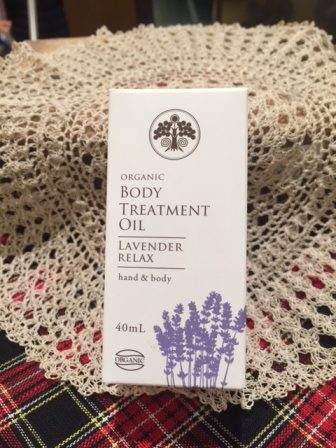 ORGANIC
BODY
TREATMENT
OIL
LAVENDER
RELAX
hand & body
40mL
ORGANIC